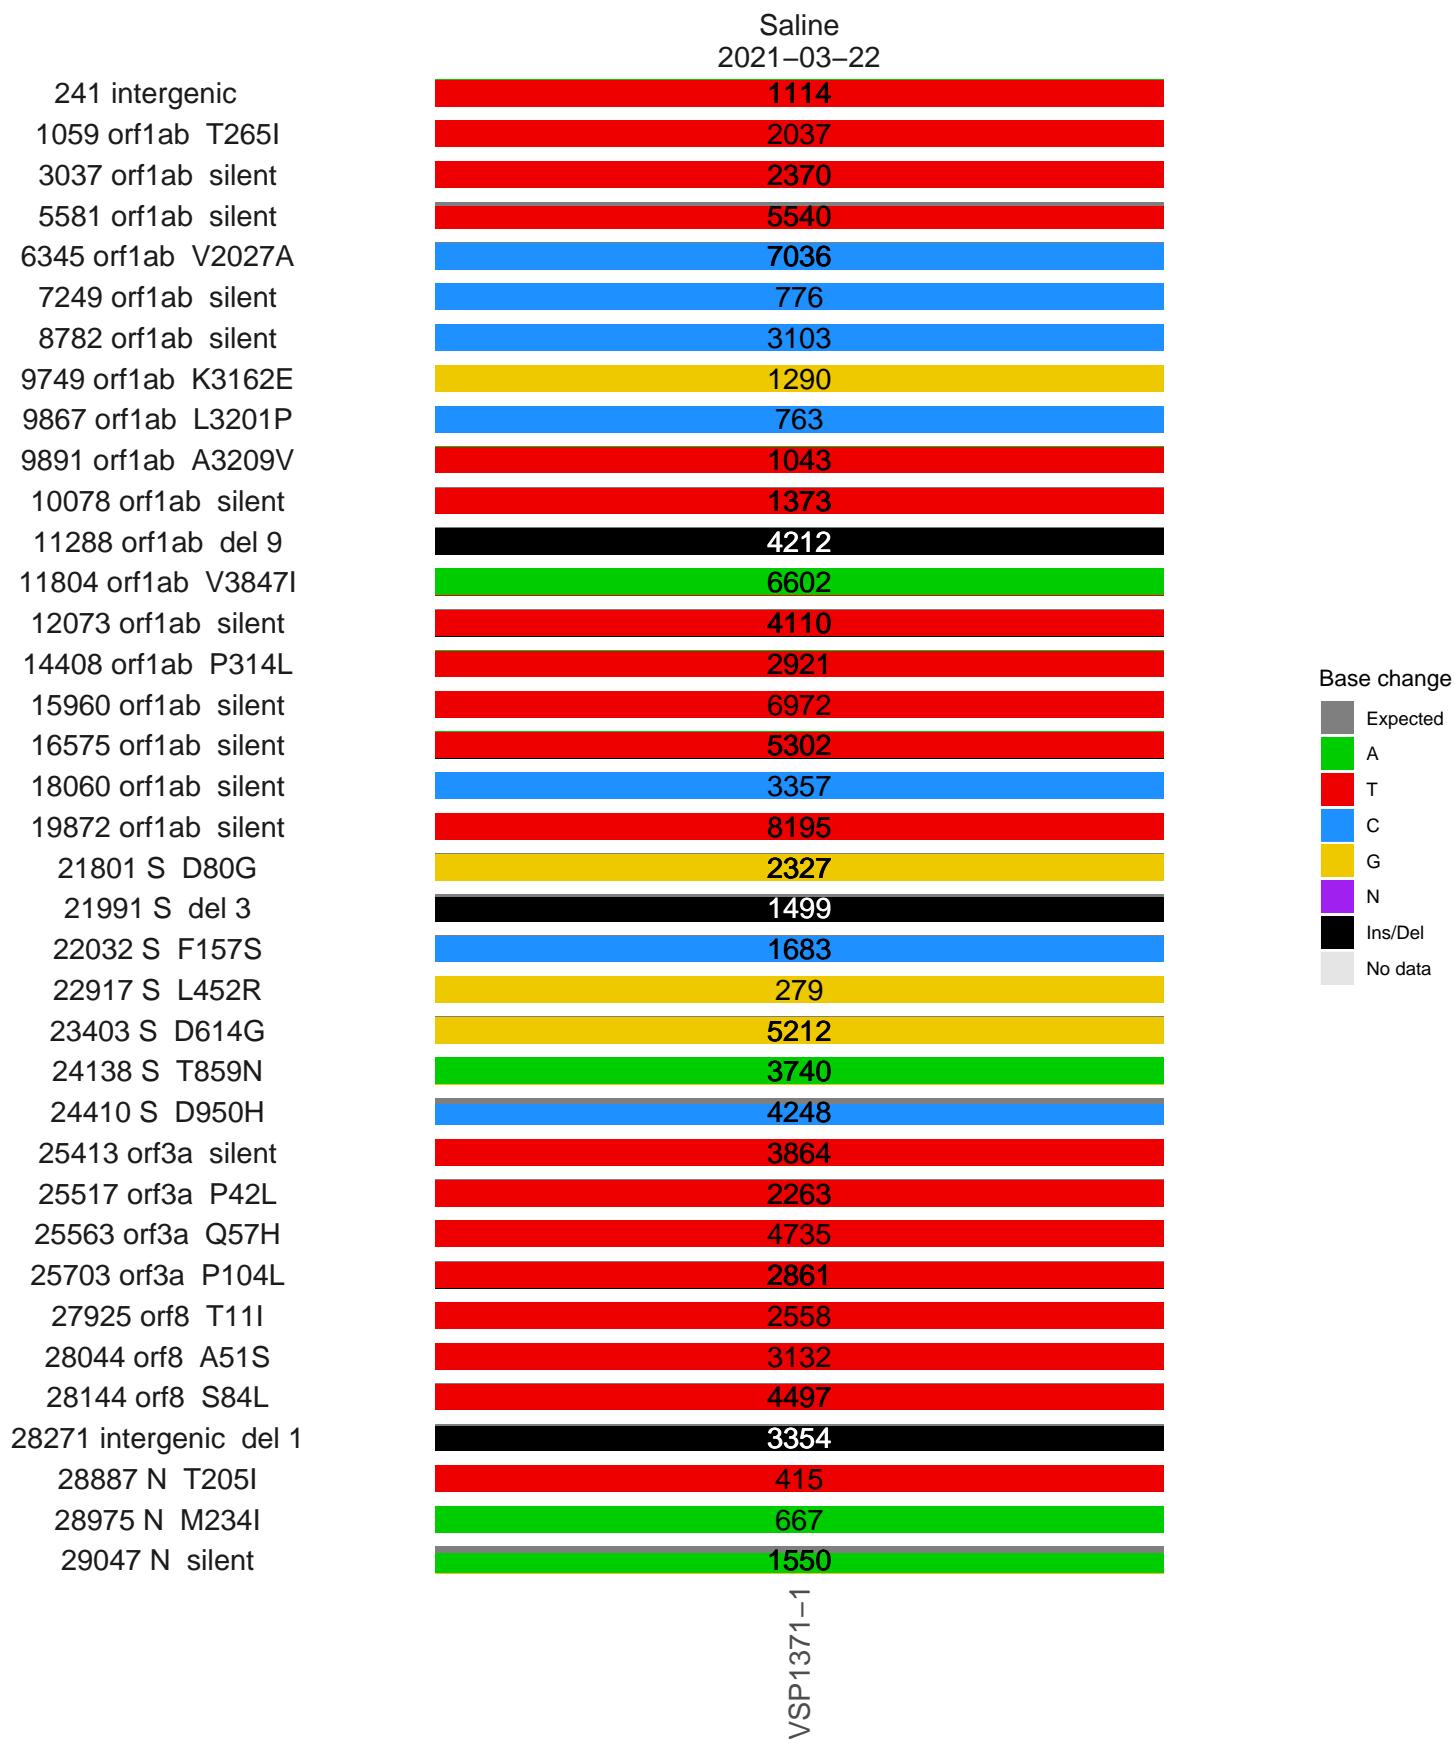 Saline
2021−03−22
241 intergenic 1114
1059 orf1ab T265I 2037
3037 orf1ab silent 2370
5581 orf1ab silent 5540
6345 orf1ab V2027A 7036
7249 orf1ab silent 776
8782 orf1ab silent 3103
9749 orf1ab K3162E 1290
9867 orf1ab L3201P 763
9891 orf1ab A3209V 1043
10078 orf1ab silent 1373
11288 orf1ab del 9 4212
11804 orf1ab V3847I 6602
12073 orf1ab silent 4110
14408 orf1ab P314L 2921
15960 orf1ab silent 6972
16575 orf1ab silent 5302
18060 orf1ab silent 3357
19872 orf1ab silent 8195
21801 S D80G 2327
21991 S del 3 1499
22032 S F157S 1683
22917 S L452R 279
23403 S D614G 5212
24138 S T859N 3740
24410 S D950H 4248
25413 orf3a silent 3864
25517 orf3a P42L 2263
25563 orf3a Q57H 4735
25703 orf3a P104L 2861
27925 orf8 T11I 2558
28044 orf8 A51S 3132
28144 orf8 S84L 4497
28271 intergenic del 1 3354
28887 N T205I 415
28975 N M234I 667
29047 N silent 1550
VSP1371−1
Base change
Expected
A
T
C
G
N
Ins/Del
No data